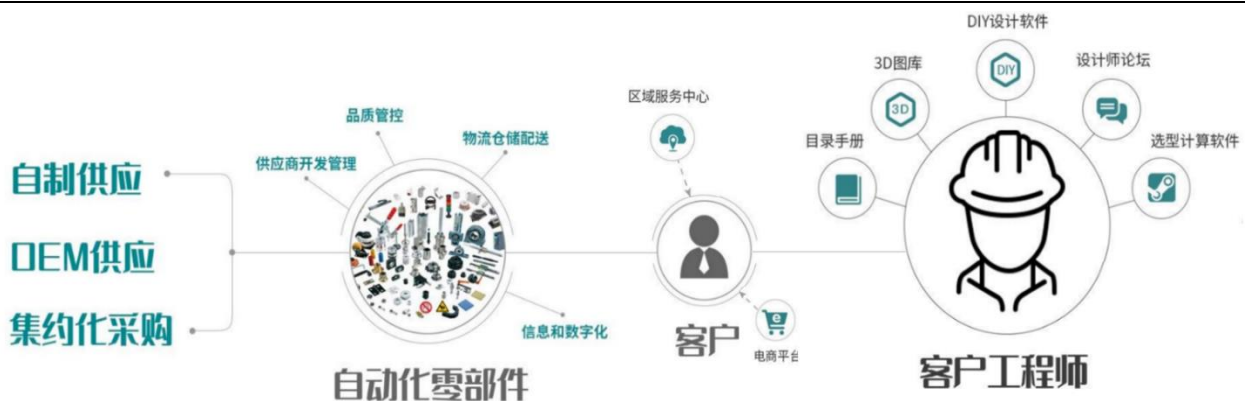 自制供应
OEM供应
集约化采购
品质管控
供应商开发管理
物流仓储配送
信息和数字化
自动化零部件
区域服务中心
客户
e
电商平台
目录手册
3D图库
3D
DIY设计软件
DIY
设计师论坛
选型计算软件
客户工程师